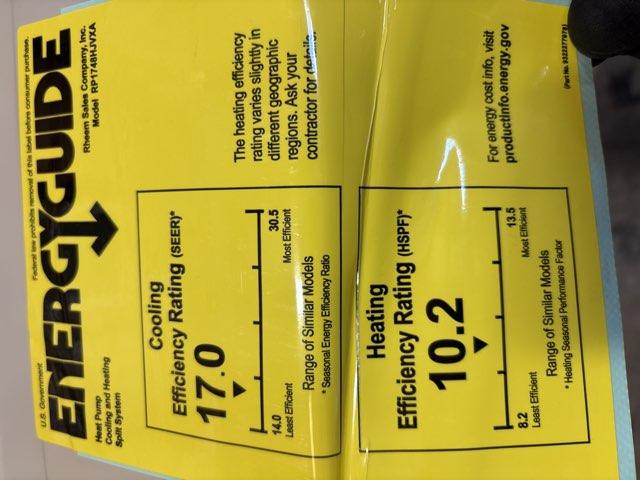 U.S. Government
Federal law prohibits removal of this label before consumer purchase.
ENERGYGUIDE
Heat Pump
Cooling and Heating
Split System
Rheem Sales Company, Inc.
Model RP1748HJVXA
Cooling
Efficiency Rating (SEER)*
17.0
14.0
Least Efficient
30.5
Most Efficient
Range of Similar Models
* Seasonal Energy Efficiency Ratio
The heating efficiency
rating varies slightly in
different geographic
regions. Ask your
contractor for details.
Heating
Efficiency Rating (HSPF)*
10.2
8.2
Least Efficient
13.5
Most Efficient
Range of Similar Models
* Heating Seasonal Performance Factor
For energy cost info, visit
productinfo.energy.gov